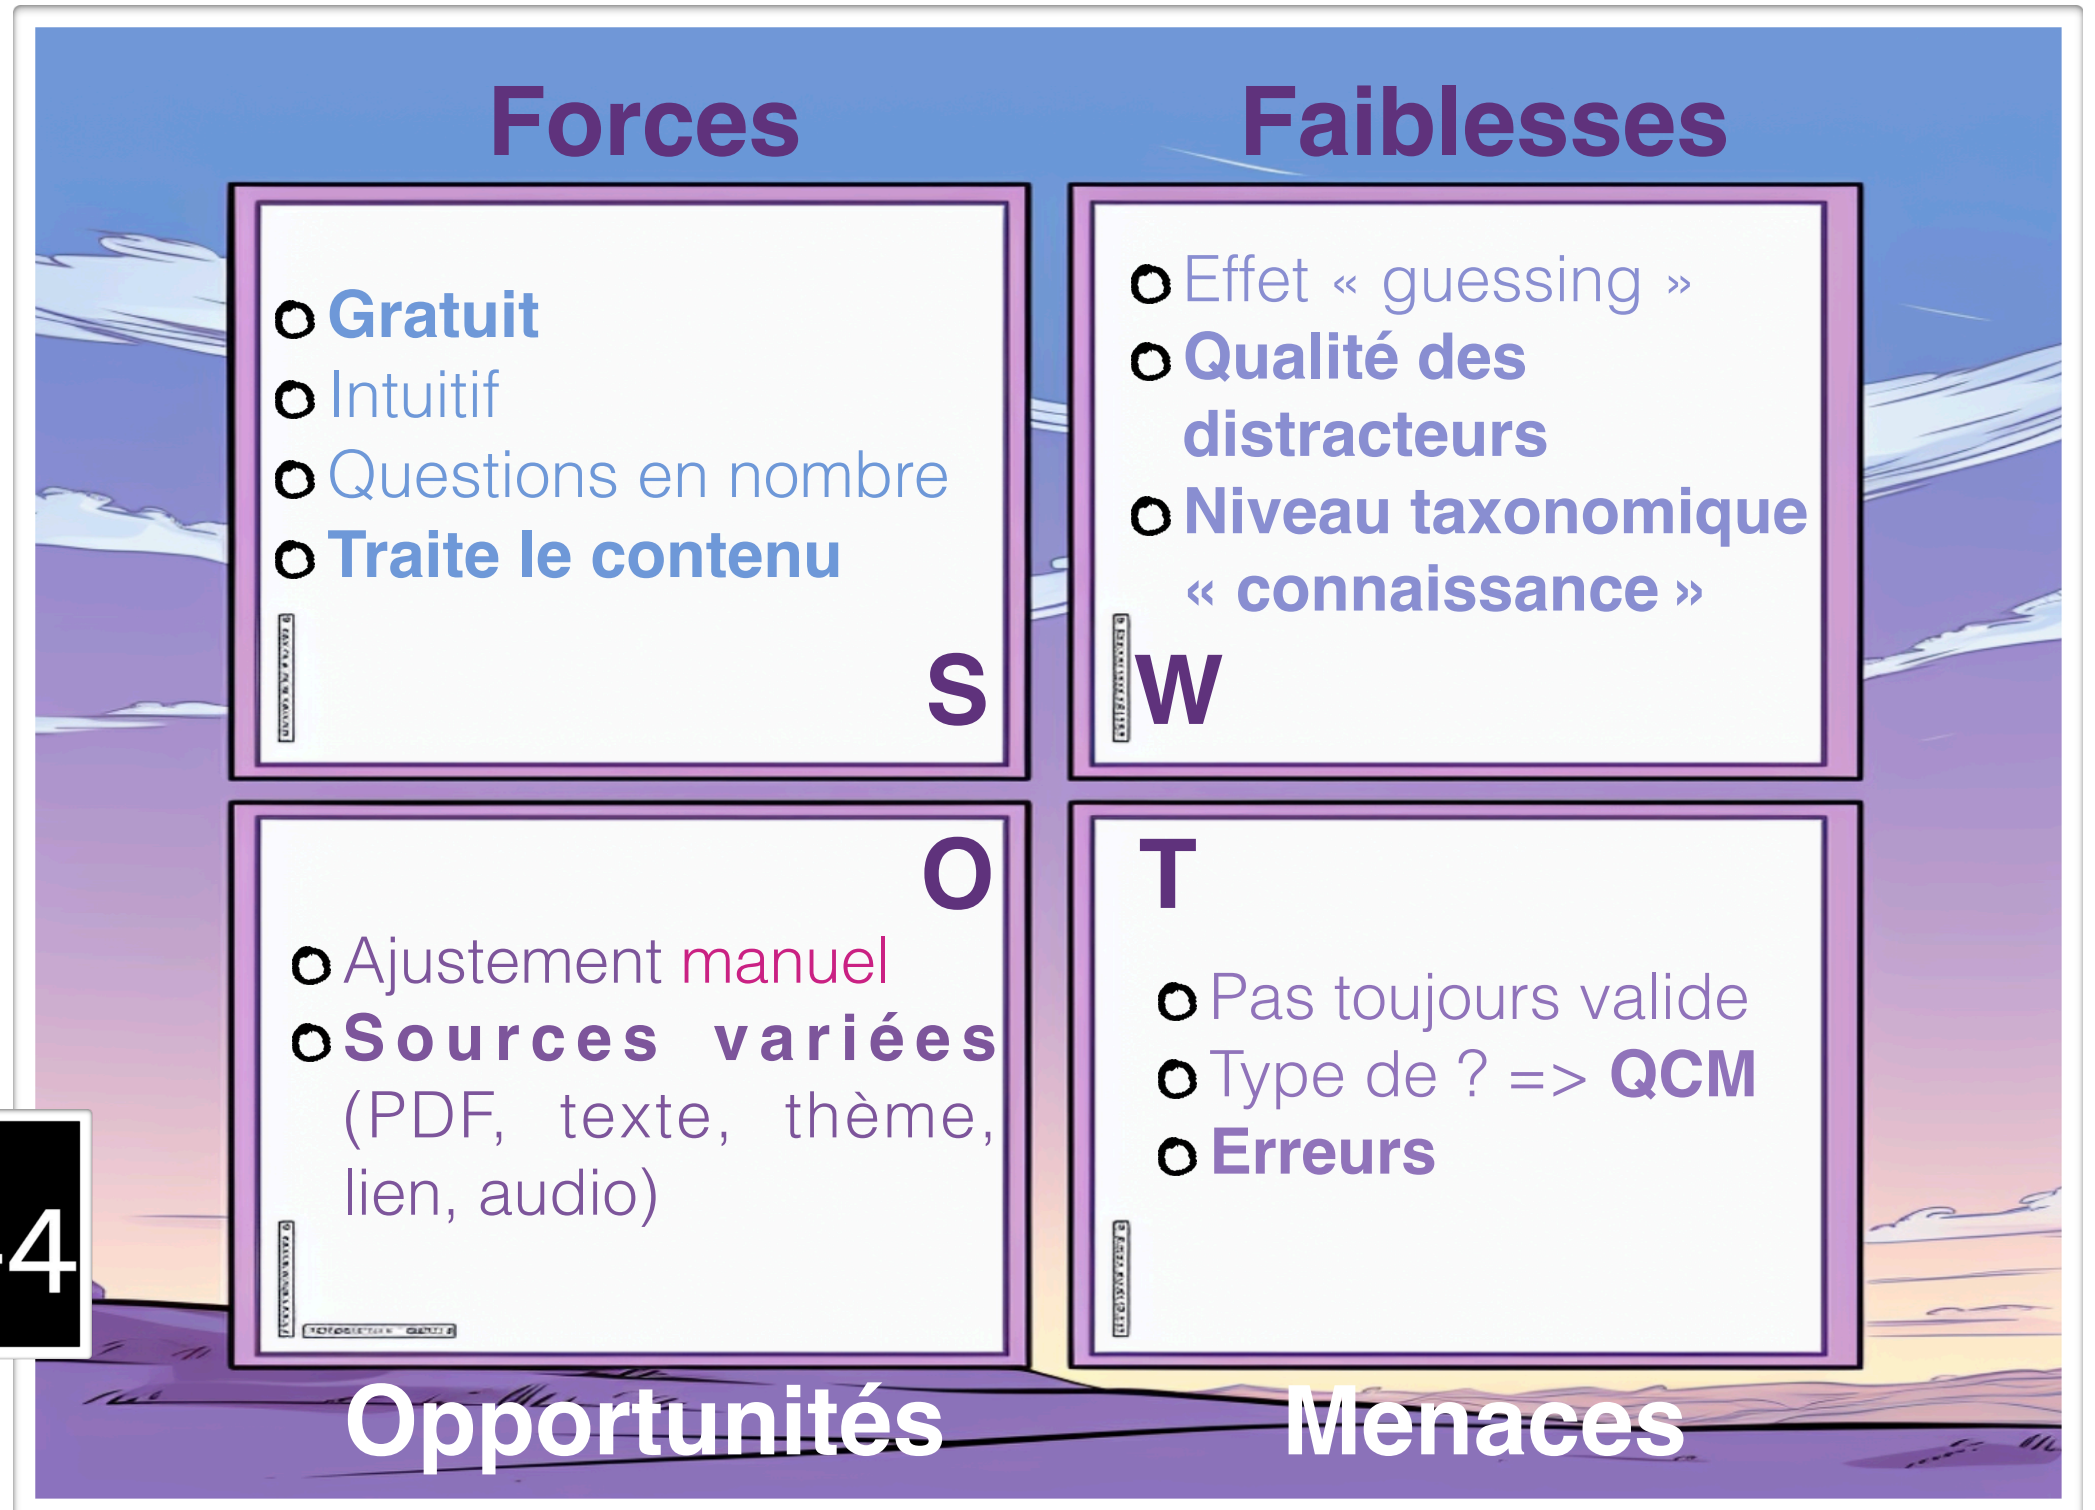 Forces
Faiblesses
Gratuit
Intuitif
Questions en nombre
Traite le contenu
S
Effet « guessing »
Qualité des
distracteurs
Niveau taxonomique
« connaissance »
W
O
Ajustement manuel
Sources variées
(PDF, texte, thème,
lien, audio)
T
Pas toujours valide
Type de ? => QCM
Erreurs
4
Opportunités
Menaces